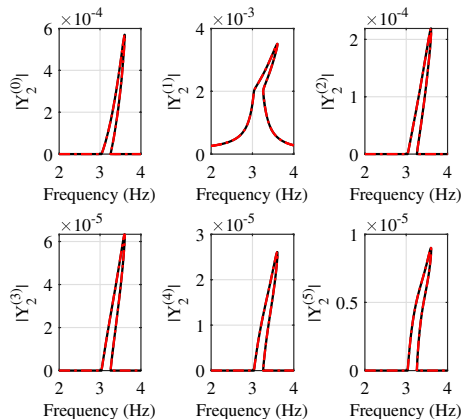 ×10⁻⁴ ×10⁻³ ×10⁻⁴
6 4 2 0 4 2 0 2 1 0
|Y₂⁽⁰⁾| |Y₂⁽¹⁾| |Y₂⁽²⁾|
2 3 4 2 3 4 2 3 4
Frequency (Hz) Frequency (Hz) Frequency (Hz)
×10⁻⁵ ×10⁻⁵ ×10⁻⁵
6 4 2 0 3 2 1 0 1 0.5 0
|Y₂⁽³⁾| |Y₂⁽⁴⁾| |Y₂⁽⁵⁾|
2 3 4 2 3 4 2 3 4
Frequency (Hz) Frequency (Hz) Frequency (Hz)